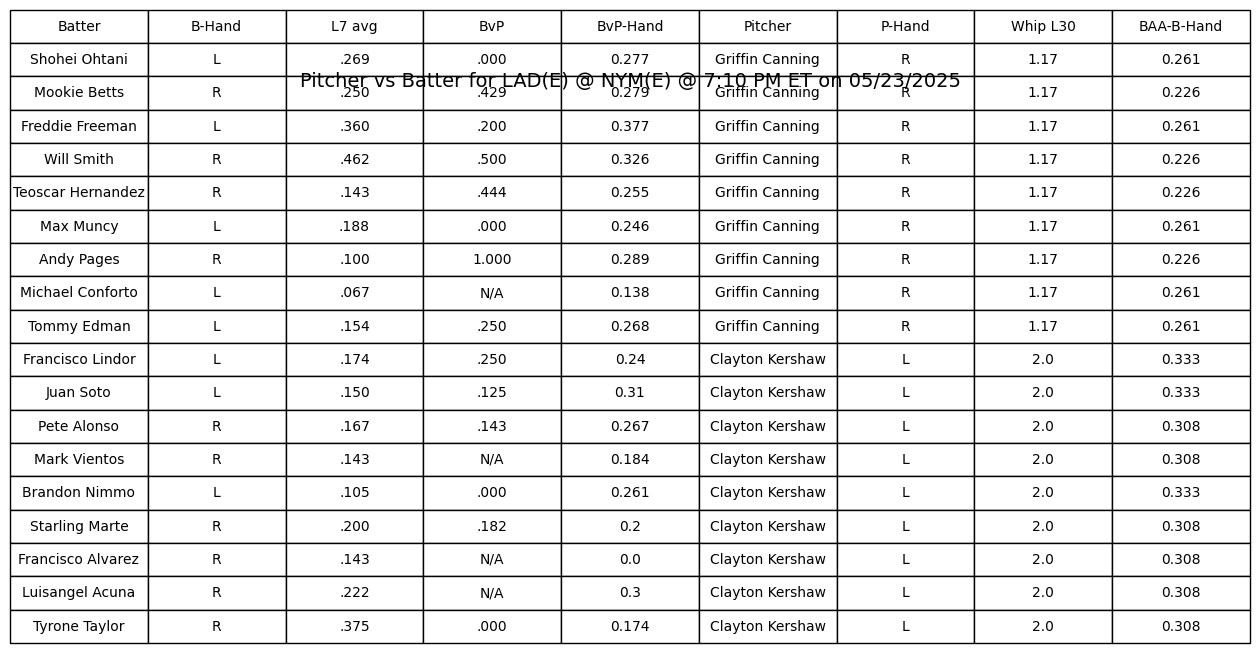 Batter B-Hand L7 avg BvP BvP-Hand Pitcher P-Hand Whip L30 BAA-B-Hand
Shohei Ohtani L .269 .000 0.277 Griffin Canning R 1.17 0.261
Pitcher vs Batter for LAD(E) @ NYM(E) @ 7:10 PM ET on 05/23/2025
Mookie Betts R .250 .429 0.279 Griffin Canning R 1.17 0.226
Freddie Freeman L .360 .200 0.377 Griffin Canning R 1.17 0.261
Will Smith R .462 .500 0.326 Griffin Canning R 1.17 0.226
Teoscar Hernandez R .143 .444 0.255 Griffin Canning R 1.17 0.226
Max Muncy L .188 .000 0.246 Griffin Canning R 1.17 0.261
Andy Pages R .100 1.000 0.289 Griffin Canning R 1.17 0.226
Michael Conforto L .067 N/A 0.138 Griffin Canning R 1.17 0.261
Tommy Edman L .154 .250 0.268 Griffin Canning R 1.17 0.261
Francisco Lindor L .174 .250 0.24 Clayton Kershaw L 2.0 0.333
Juan Soto L .150 .125 0.31 Clayton Kershaw L 2.0 0.333
Pete Alonso R .167 .143 0.267 Clayton Kershaw L 2.0 0.308
Mark Vientos R .143 N/A 0.184 Clayton Kershaw L 2.0 0.308
Brandon Nimmo L .105 .000 0.261 Clayton Kershaw L 2.0 0.333
Starling Marte R .200 .182 0.2 Clayton Kershaw L 2.0 0.308
Francisco Alvarez R .143 N/A 0.0 Clayton Kershaw L 2.0 0.308
Luisangel Acuna R .222 N/A 0.3 Clayton Kershaw L 2.0 0.308
Tyrone Taylor R .375 .000 0.174 Clayton Kershaw L 2.0 0.308